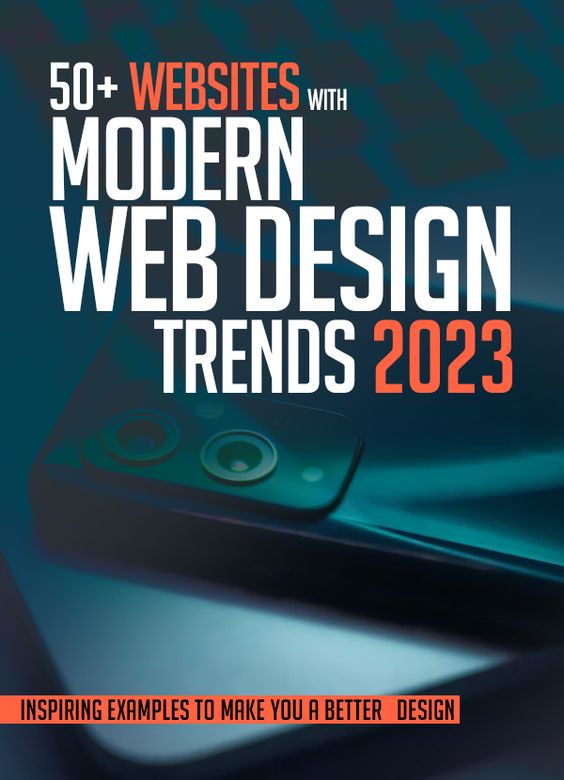 50+ WEBSITES WITH
MODERN
WEB DESIGN
TRENDS 2023
INSPIRING EXAMPLES TO MAKE YOU A BETTER DESIGN